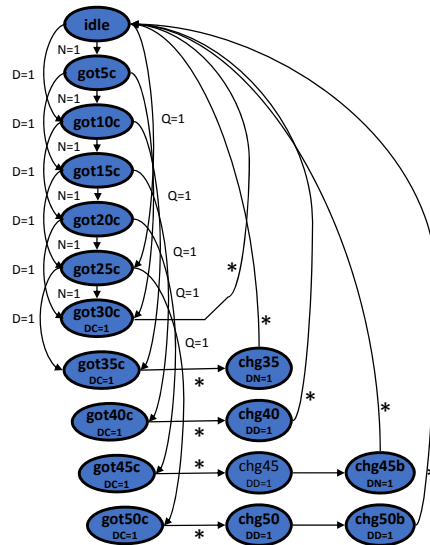 idle
N=1
D=1
got5c
N=1
got10c
Q=1
D=1
N=1
got15c
D=1
N=1
Q=1
got20c
D=1
N=1
Q=1
got25c
*
D=1
N=1
Q=1
got30c
DC=1
D=1
*
Q=1
got35c
DC=1
*
chg35
DN=1
got40c
DC=1
*
chg40
DD=1
*
*
got45c
DC=1
*
chg45
DD=1
chg45b
DN=1
*
got50c
DC=1
*
chg50
DD=1
chg50b
DD=1